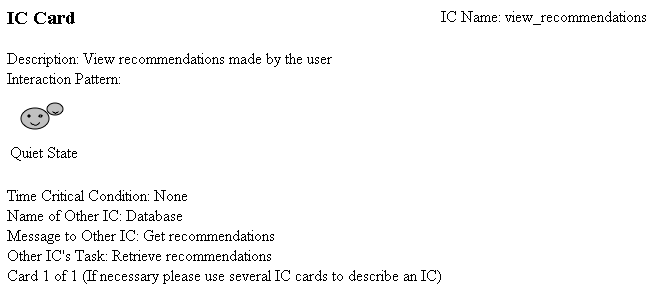 IC Card
IC Name: view_recommendations
Description: View recommendations made by the user
Interaction Pattern:
Quiet State
Time Critical Condition: None
Name of Other IC: Database
Message to Other IC: Get recommendations
Other IC's Task: Retrieve recommendations
Card 1 of 1 (If necessary please use several IC cards to describe an IC)